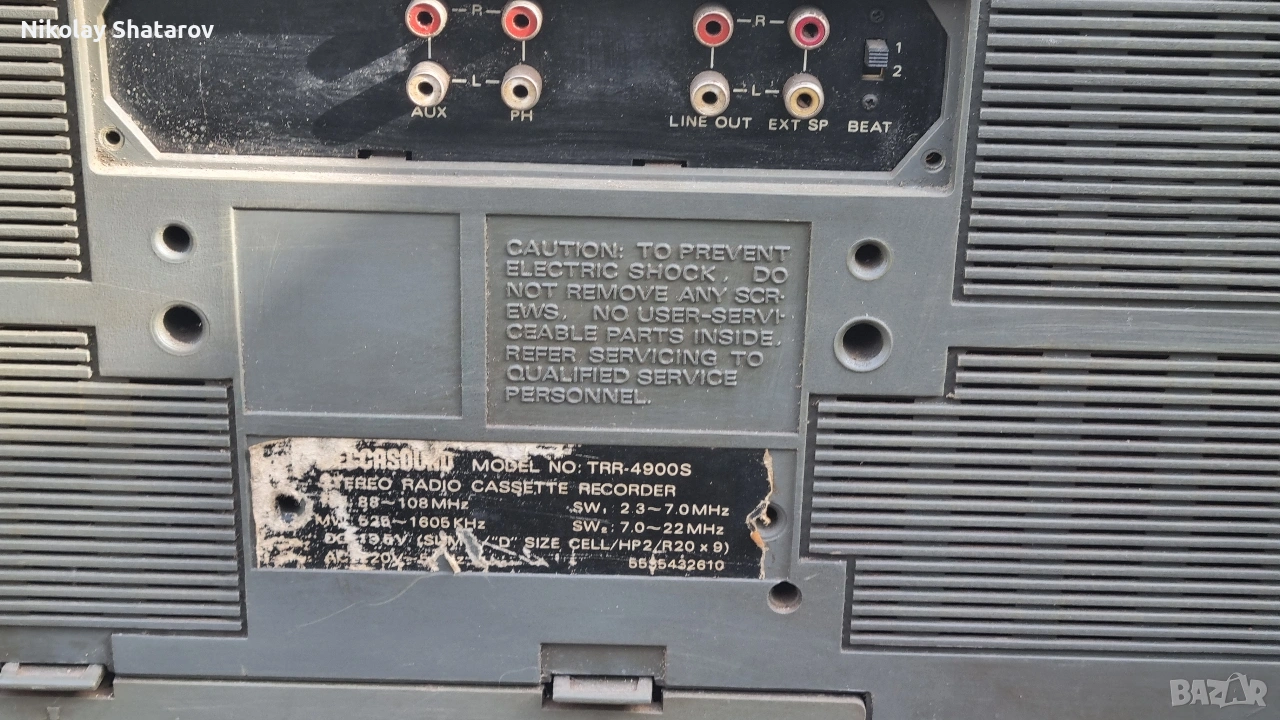 Nikolay Shatarov
R R
1
2
L L
AUX PH LINE OUT EXT SP BEAT
CAUTION: TO PREVENT
ELECTRIC SHOCK, DO
NOT REMOVE ANY SCR-
EWS. NO USER-SERVI-
CEABLE PARTS INSIDE.
REFER SERVICING TO
QUALIFIED SERVICE
PERSONNEL.
MODEL NO: TRR-4900S
STEREO RADIO CASSETTE RECORDER
88~108MHz SW₁ 2.3~7.0MHz
~1605KHz SW₂ 7.0~22MHz
"D" SIZE CELL/HP2/R20 x 9)
5535432610
BAZAR